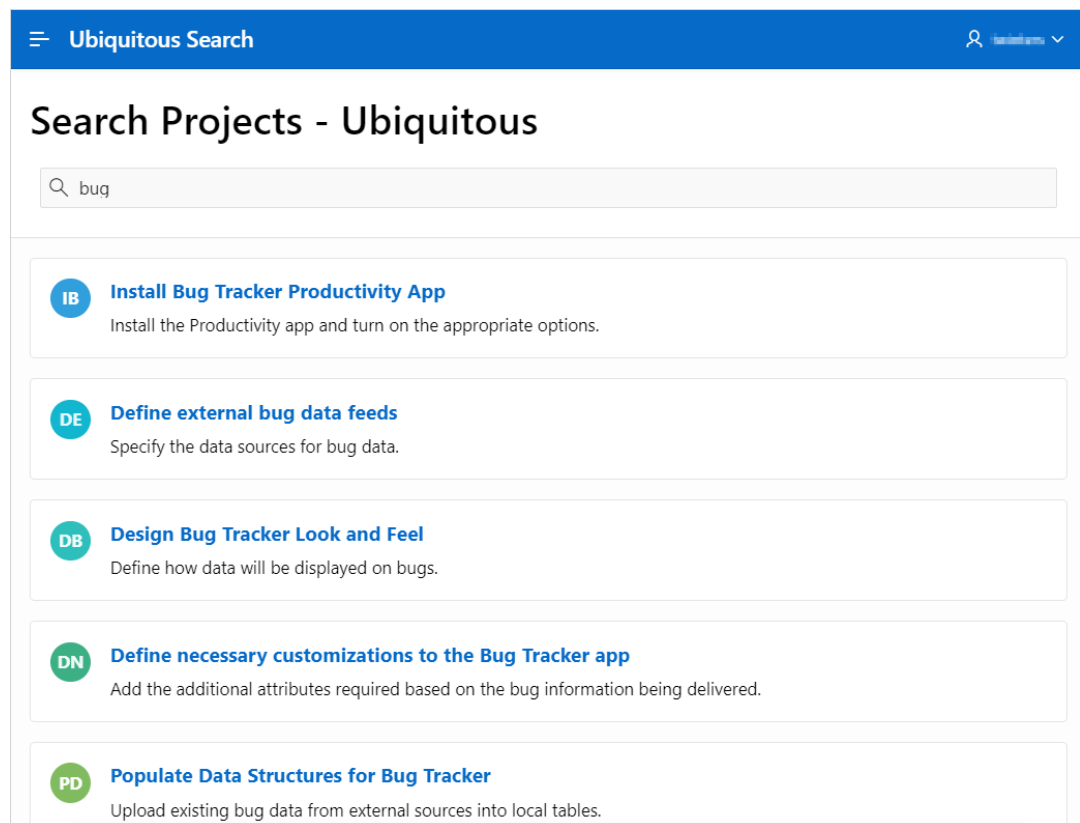 Ubiquitous Search
Search Projects - Ubiquitous
bug
IB
Install Bug Tracker Productivity App
Install the Productivity app and turn on the appropriate options.
DE
Define external bug data feeds
Specify the data sources for bug data.
DB
Design Bug Tracker Look and Feel
Define how data will be displayed on bugs.
DN
Define necessary customizations to the Bug Tracker app
Add the additional attributes required based on the bug information being delivered.
PD
Populate Data Structures for Bug Tracker
Upload existing bug data from external sources into local tables.